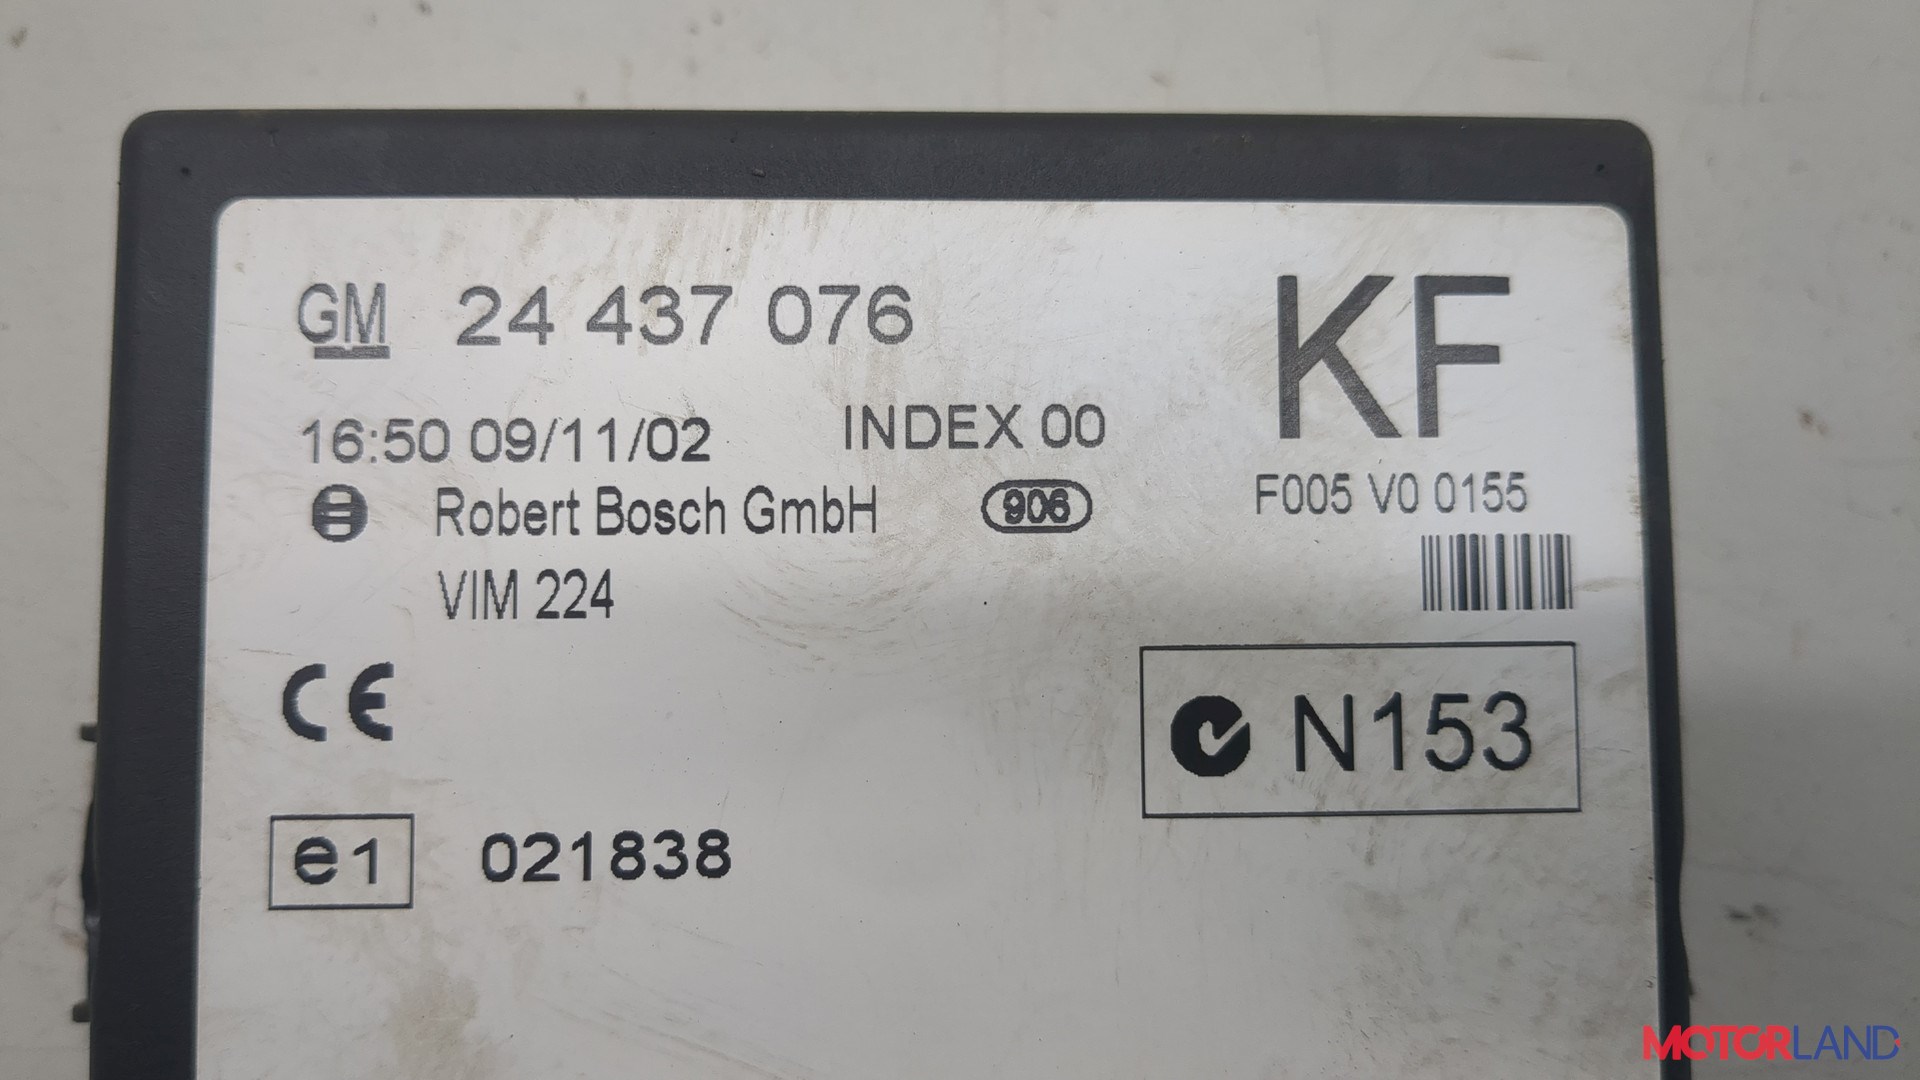 GM 24 437 076
KF
16:50 09/11/02 INDEX 00
Robert Bosch GmbH 906
F005 V0 0155
VIM 224
CE
N153
e1 021838
MOTORLAND